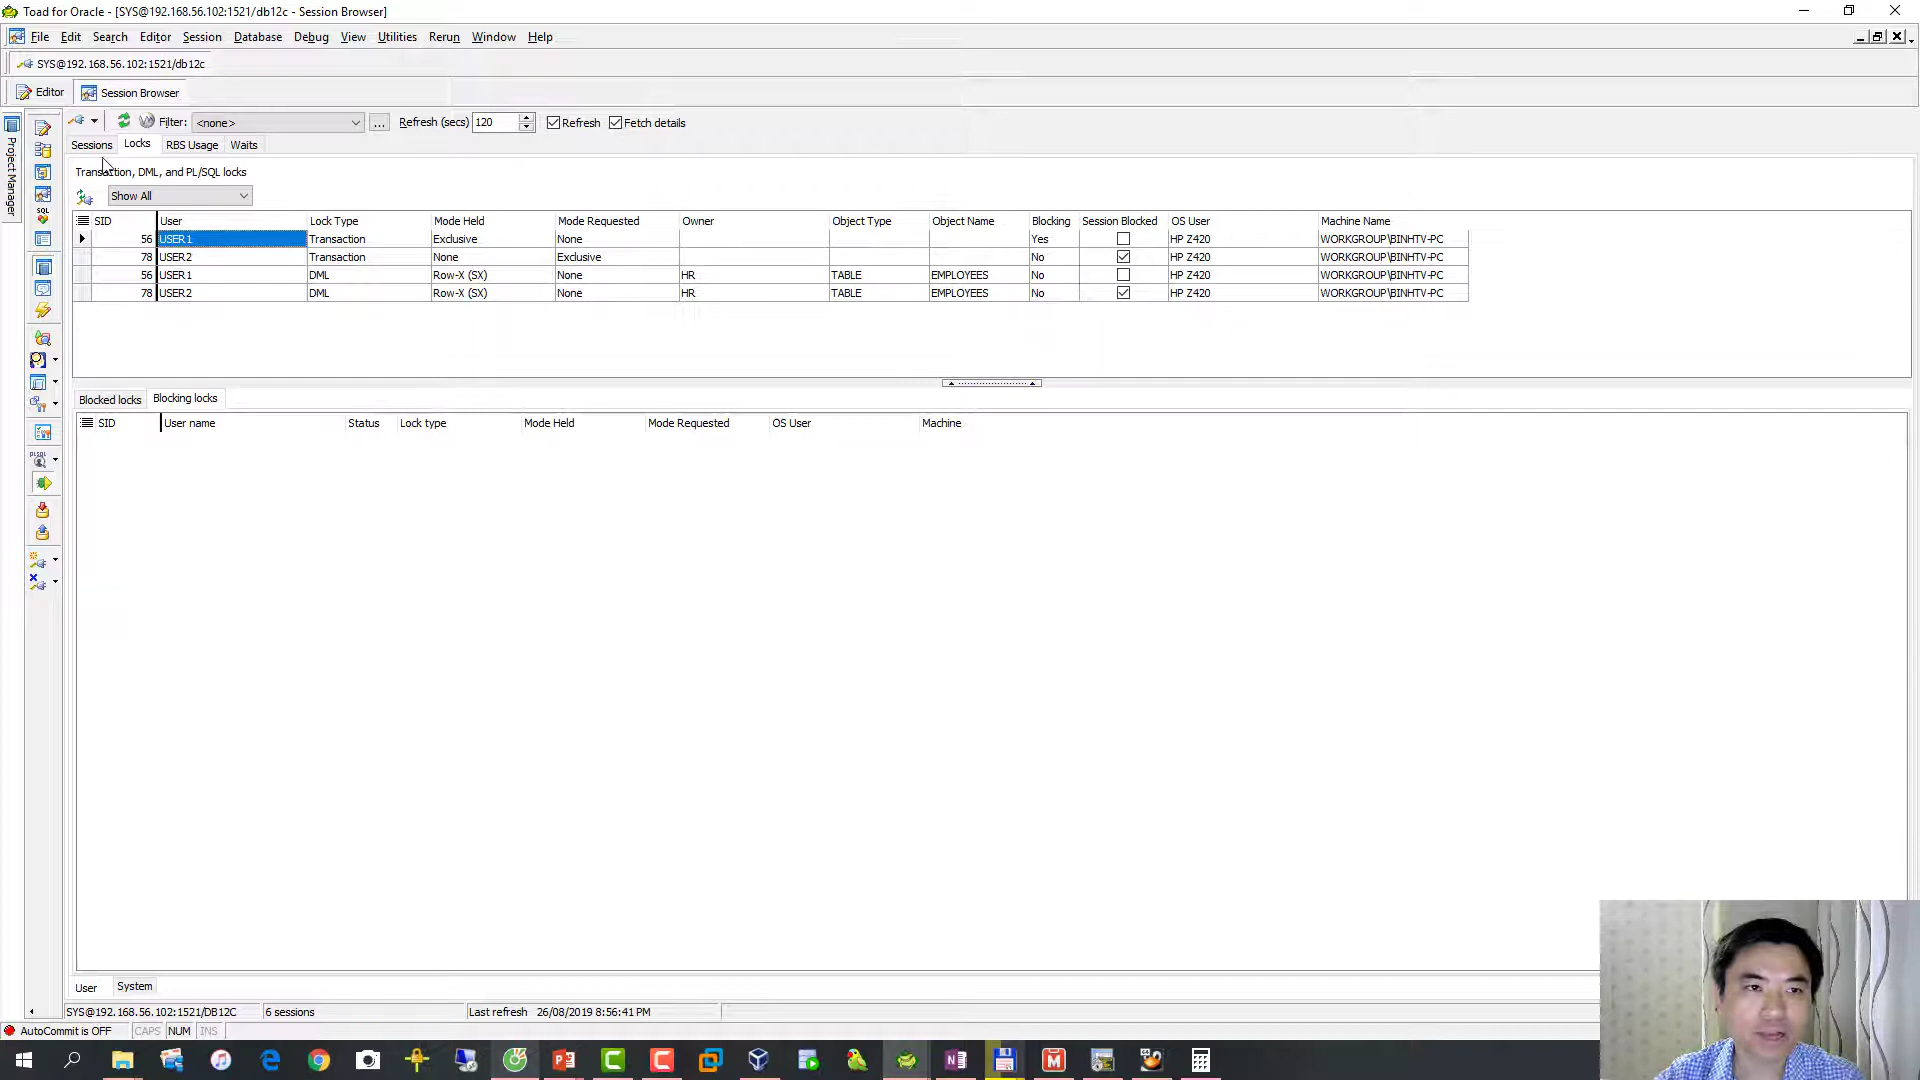 Toad for Oracle - [SYS@192.168.56.102:1521/db12c - Session Browser]
File Edit Search Editor Session Database Debug View Utilities Rerun Window Help
SYS@192.168.56.102:1521/db12c
Editor Session Browser
Project Manager
Filter: <none> ... Refresh (secs) 120 Refresh Fetch details
Sessions Locks RBS Usage Waits
Transaction, DML, and PL/SQL locks
Show All
SID User Lock Type Mode Held Mode Requested Owner Object Type Object Name Blocking Session Blocked OS User Machine Name
56 USER1 Transaction Exclusive None Yes HP Z420 WORKGROUP\BINHTV-PC
78 USER2 Transaction None Exclusive No HP Z420 WORKGROUP\BINHTV-PC
56 USER1 DML Row-X (SX) None HR TABLE EMPLOYEES No HP Z420 WORKGROUP\BINHTV-PC
78 USER2 DML Row-X (SX) None HR TABLE EMPLOYEES No HP Z420 WORKGROUP\BINHTV-PC
Blocked locks Blocking locks
SID User name Status Lock type Mode Held Mode Requested OS User Machine
User System
SYS@192.168.56.102:1521/DB12C 6 sessions Last refresh 26/08/2019 8:56:41 PM
AutoCommit is OFF CAPS NUM INS